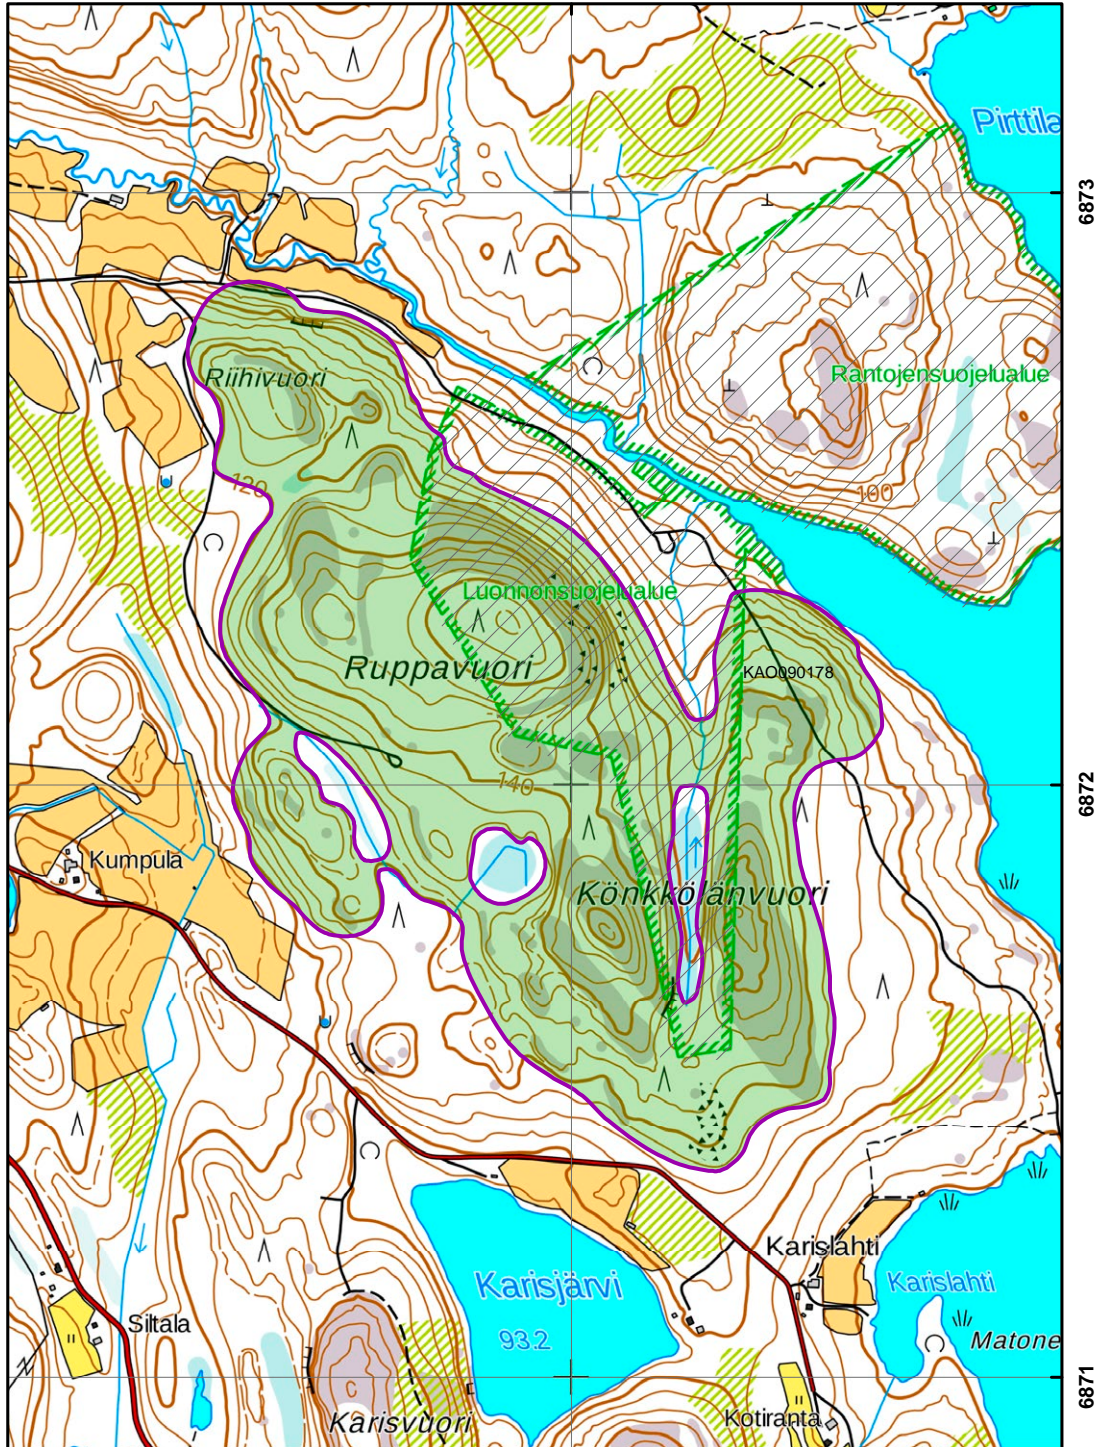 Pirttila
6873
Riihivuori
Rantojensuojelualue
120
100
Luonnonsuojelualue
Ruppavuori
KAO090178
140
6872
Kumpula
Könkkölänvuori
Karislahti
Karisjärvi
Karislahti
93.2
Siltala
Matone
6871
Karisvuori
Kotiranta